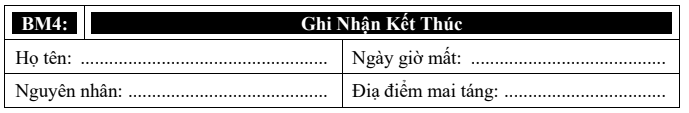 BM4: Ghi Nhận Kết Thúc
Họ tên: .................................................... Ngày giờ mất: .........................................
Nguyên nhân: .......................................... Địa điểm mai táng: ..................................